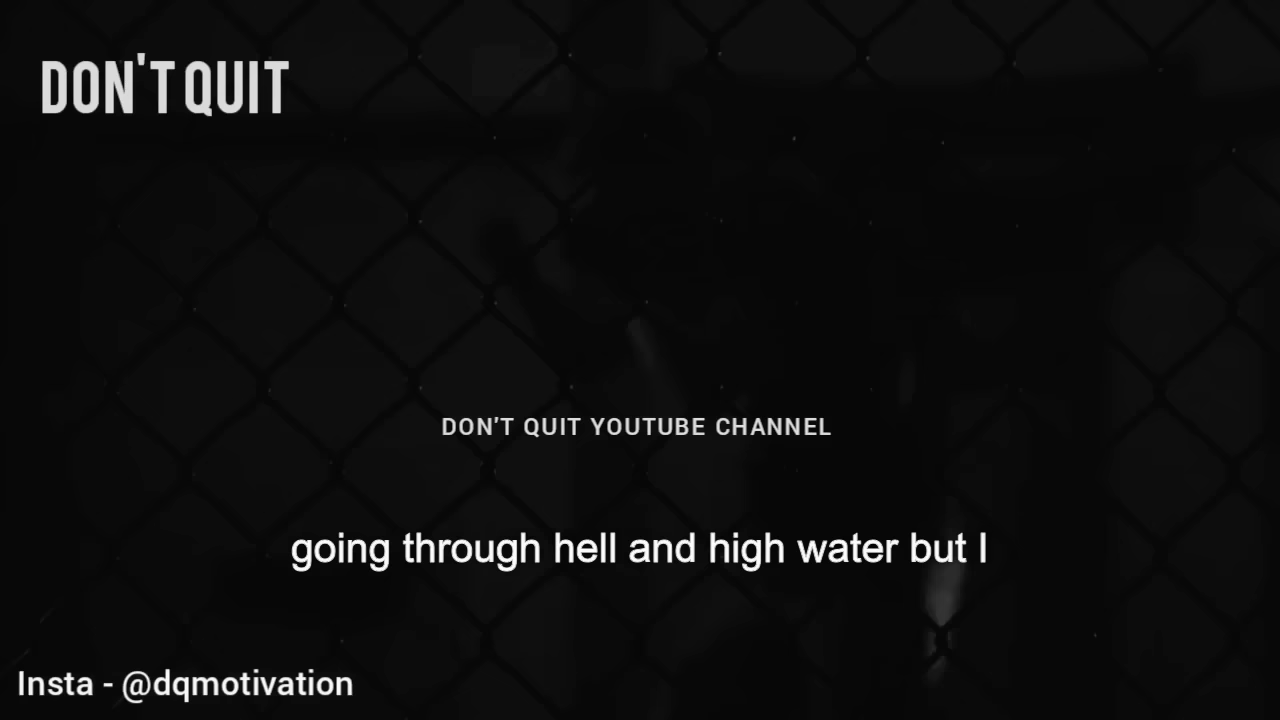 DON'T QUIT
DON'T QUIT YOUTUBE CHANNEL
going through hell and high water but I
Insta - @dqmotivation